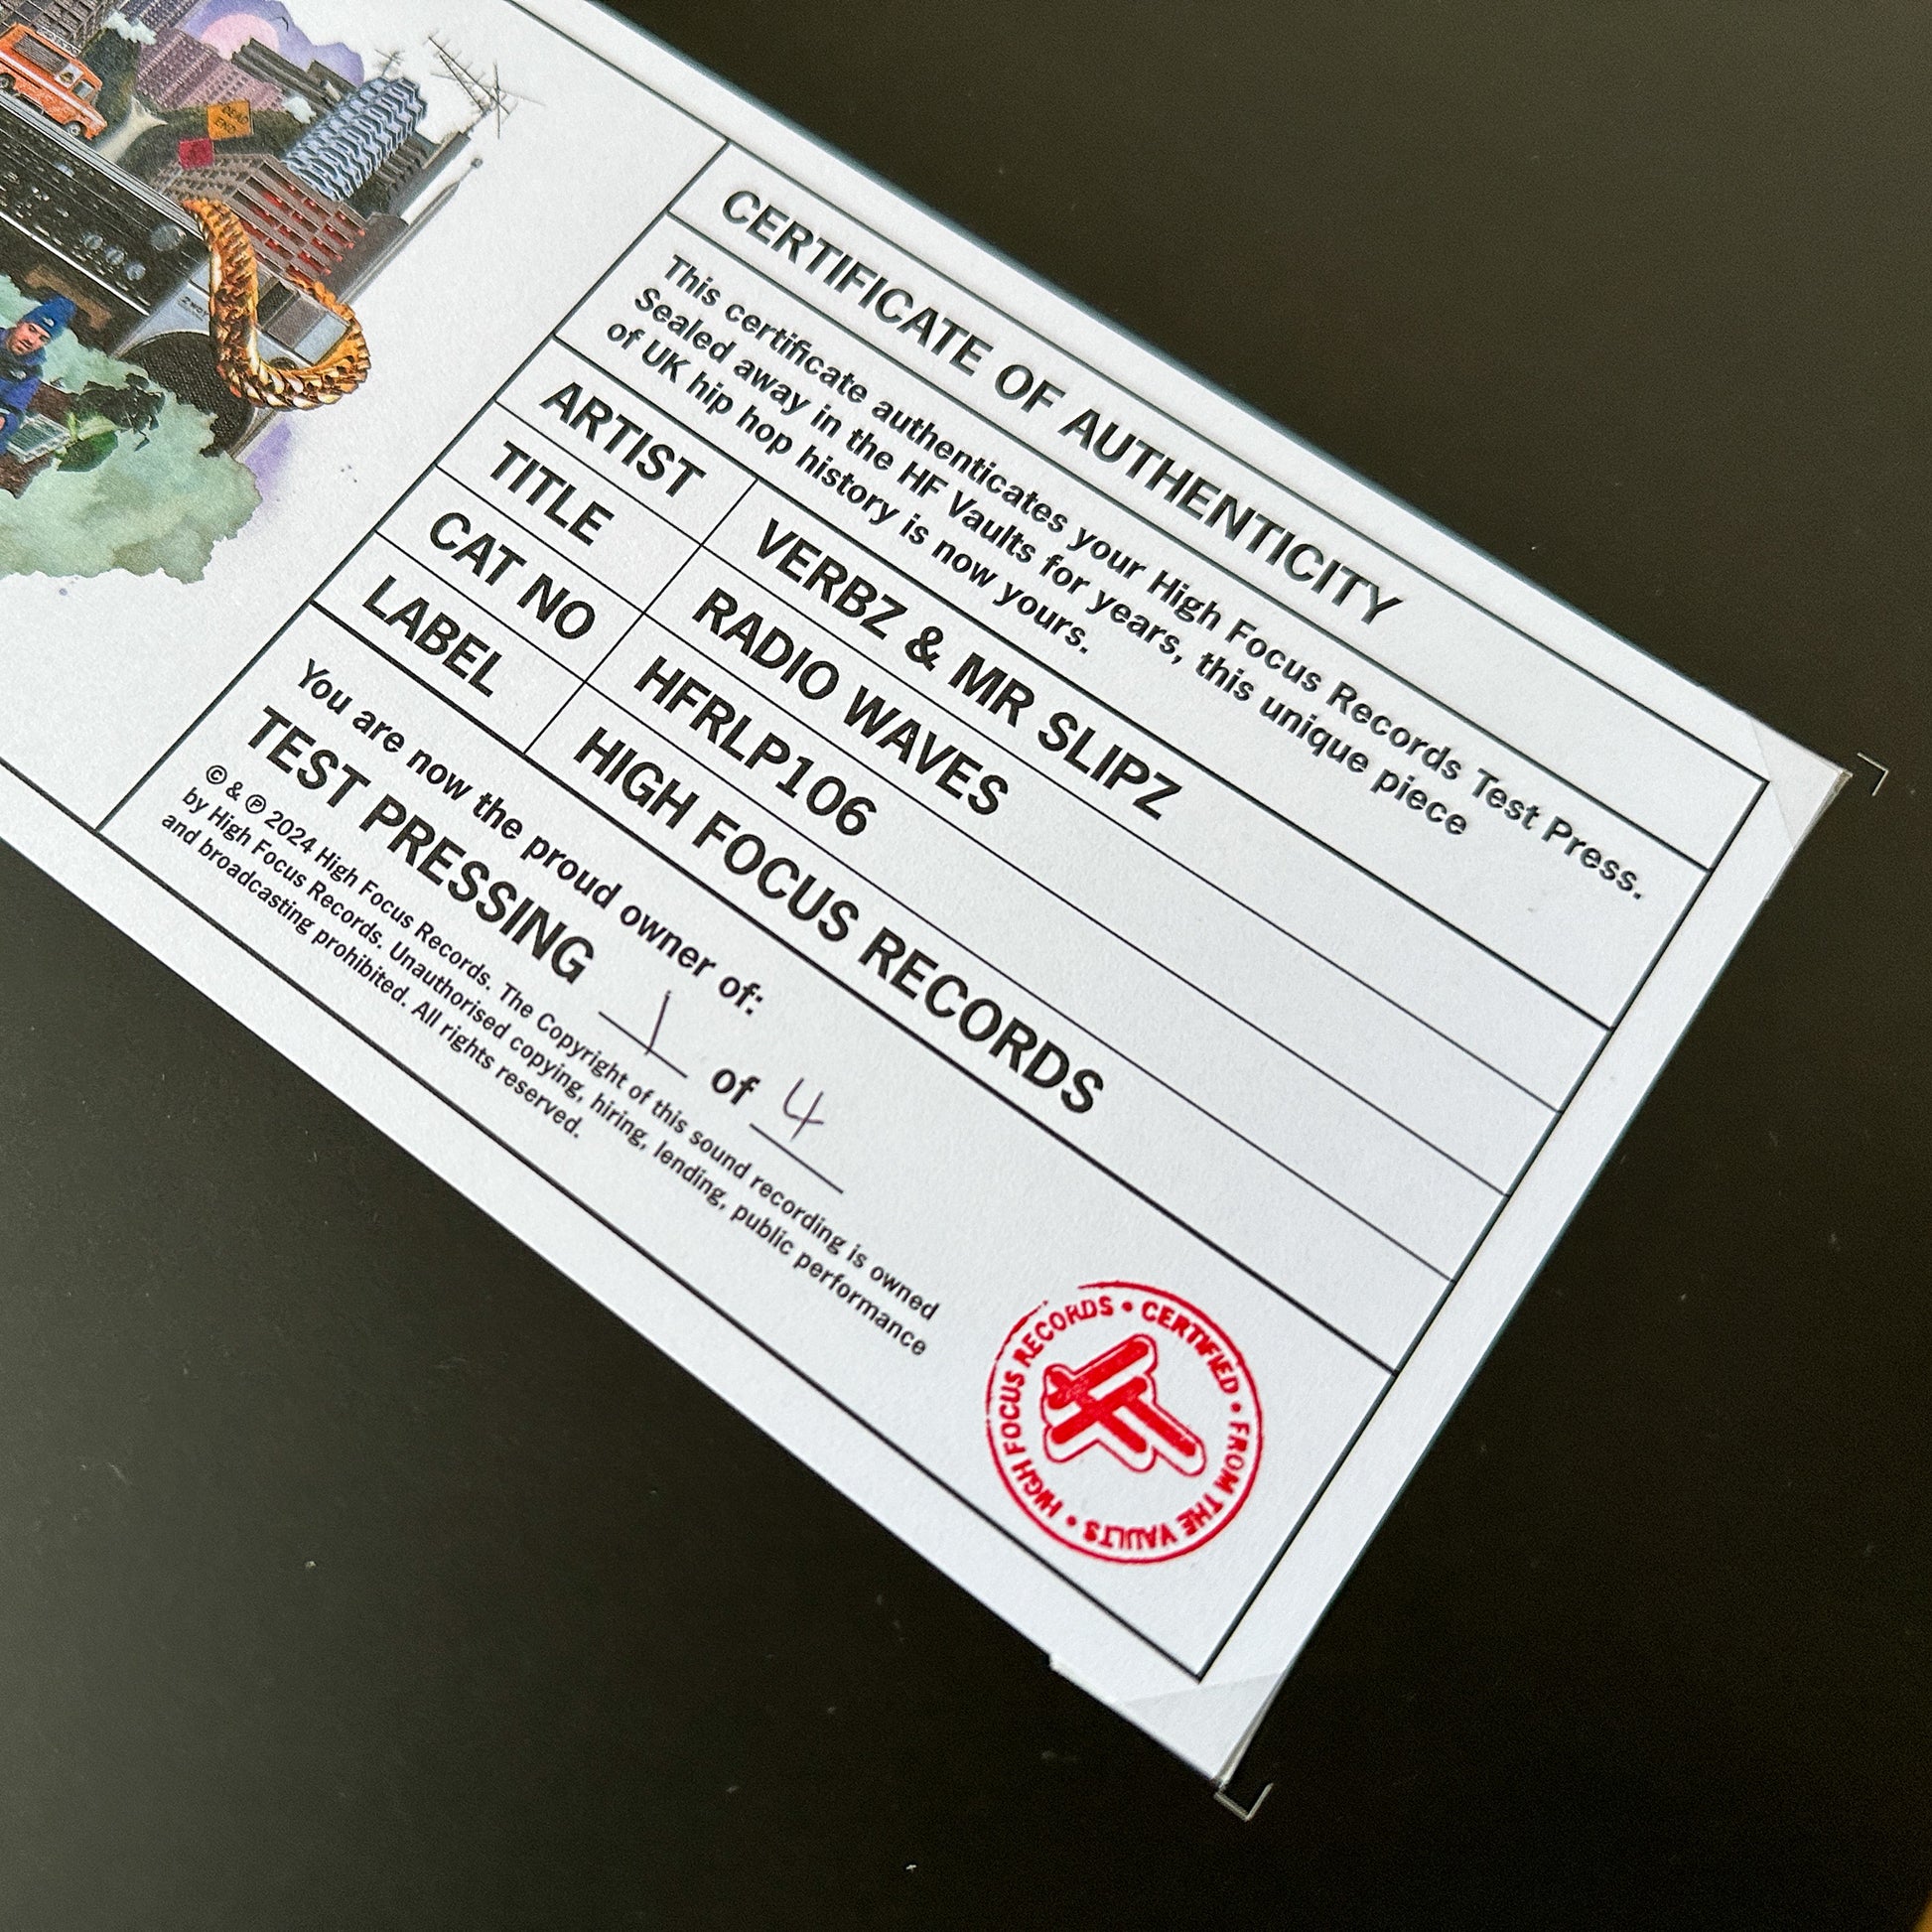 DEAD
END
CERTIFICATE OF AUTHENTICITY
This certificate authenticates your High Focus Records Test Press.
Sealed away in the HF Vaults for years, this unique piece
of UK hip hop history is now yours.
ARTIST VERBZ & MR SLIPZ
TITLE RADIO WAVES
CAT NO HFRLP106
LABEL HIGH FOCUS RECORDS
You are now the proud owner of:
TEST PRESSING 1 of 4
© & ℗ 2024 High Focus Records. The Copyright of this sound recording is owned
by High Focus Records. Unauthorised copying, hiring, lending, public performance
and broadcasting prohibited. All rights reserved.
HIGH FOCUS RECORDS • CERTIFIED • FROM THE VAULTS •